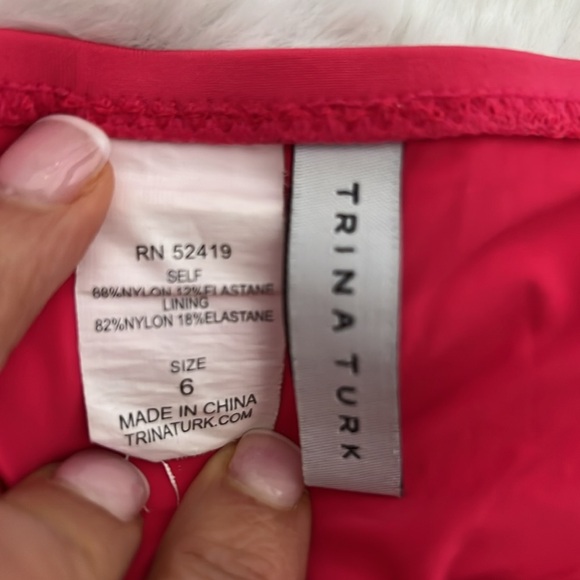 RN 52419
SELF
88%NYLON 12%ELASTANE
LINING
82%NYLON 18%ELASTANE
SIZE
6
MADE IN CHINA
TRINATURK.COM
TRINA TURK